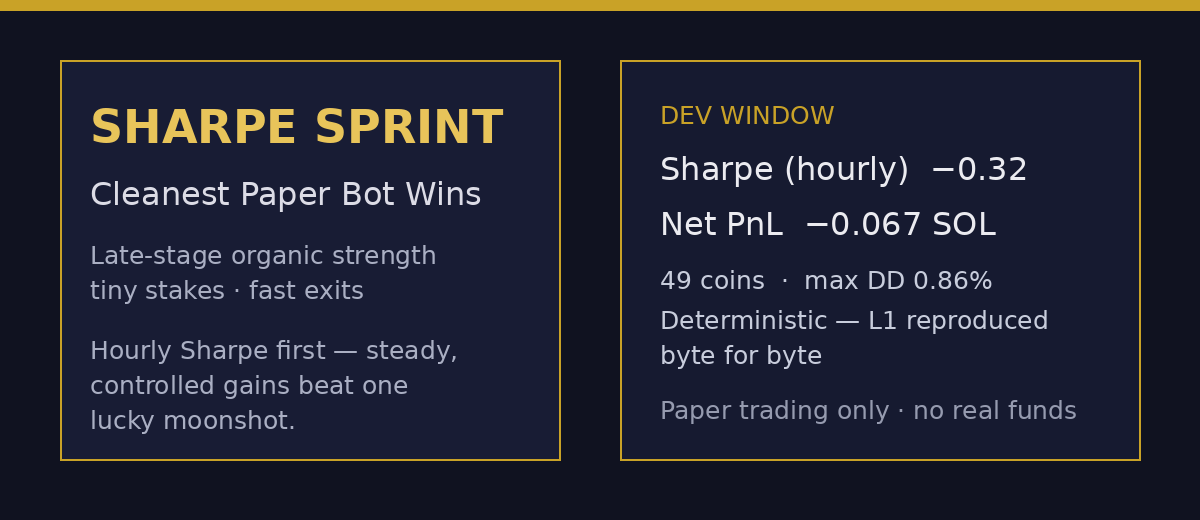 SHARPE SPRINT
Cleanest Paper Bot Wins
Late-stage organic strength
tiny stakes · fast exits
Hourly Sharpe first — steady,
controlled gains beat one
lucky moonshot.
DEV WINDOW
Sharpe (hourly)  −0.32
Net PnL  −0.067 SOL
49 coins  ·  max DD 0.86%
Deterministic — L1 reproduced
byte for byte
Paper trading only · no real funds